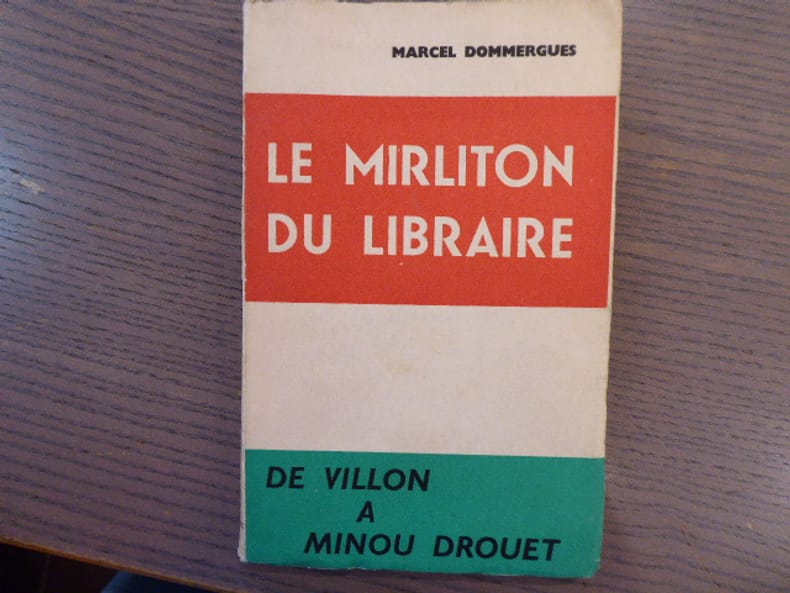 MARCEL DOMMERGUES
LE MIRLITON
DU LIBRAIRE
DE VILLON
A
MINOU DROUET